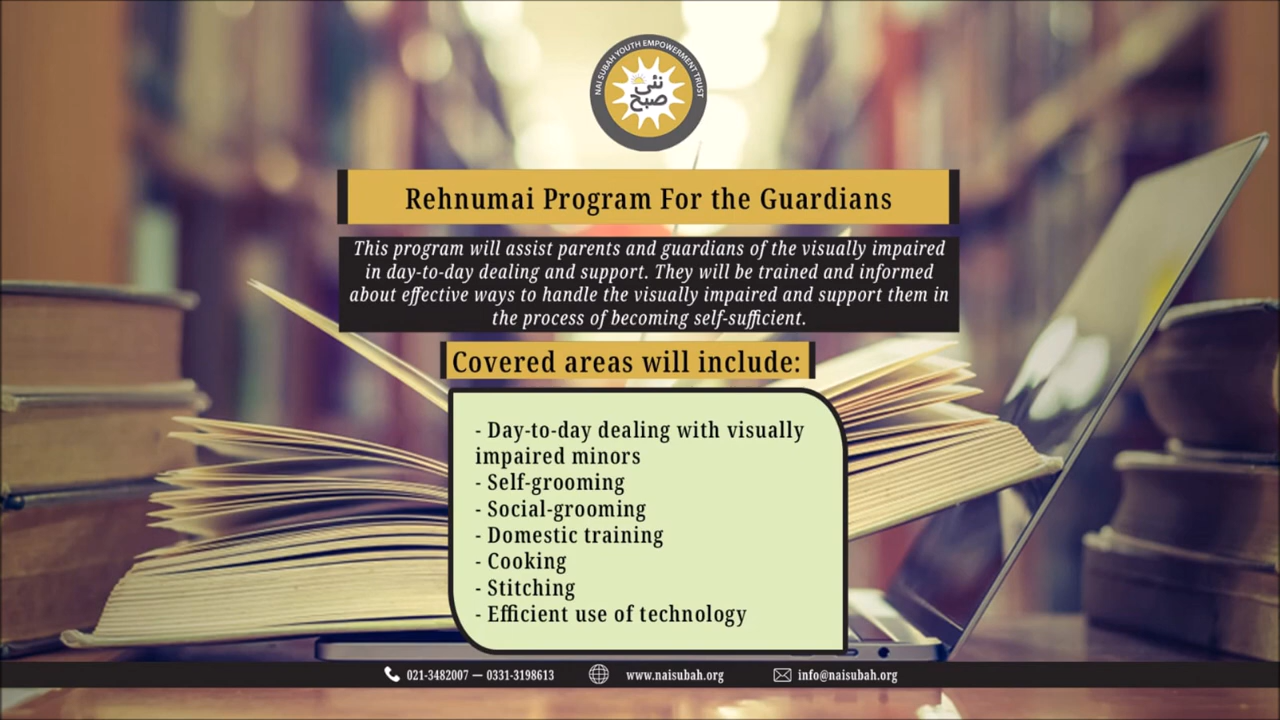 NAI SUBAH YOUTH EMPOWERMENT TRUST
نئی
صبح
Rehnumai Program For the Guardians
This program will assist parents and guardians of the visually impaired
in day-to-day dealing and support. They will be trained and informed
about effective ways to handle the visually impaired and support them in
the process of becoming self-sufficient.
Covered areas will include:
- Day-to-day dealing with visually
impaired minors
- Self-grooming
- Social-grooming
- Domestic training
- Cooking
- Stitching
- Efficient use of technology
021-3482007 — 0331-3198613 www.naisubah.org info@naisubah.org